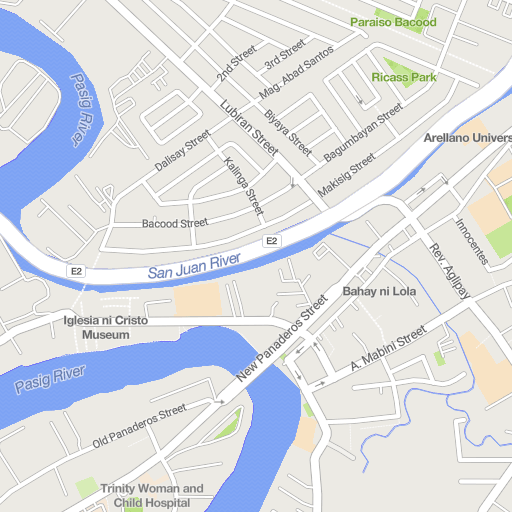 Paraiso Bacood
2nd Street
3rd Street
Mag. Abad Santos
Ricass Park
Pasig River
Lubiran Street
Biyaya Street
Bagumbayan Street
Arellano Univers
Dalisay Street
Kalinga Street
Makisig Street
Bacood Street
E2
Innocentes
San Juan River
E2
Rev. Aglipay
Bahay ni Lola
Iglesia ni Cristo
Museum
New Panaderos Street
A. Mabini Street
Pasig River
Old Panaderos Street
Trinity Woman and
Child Hospital